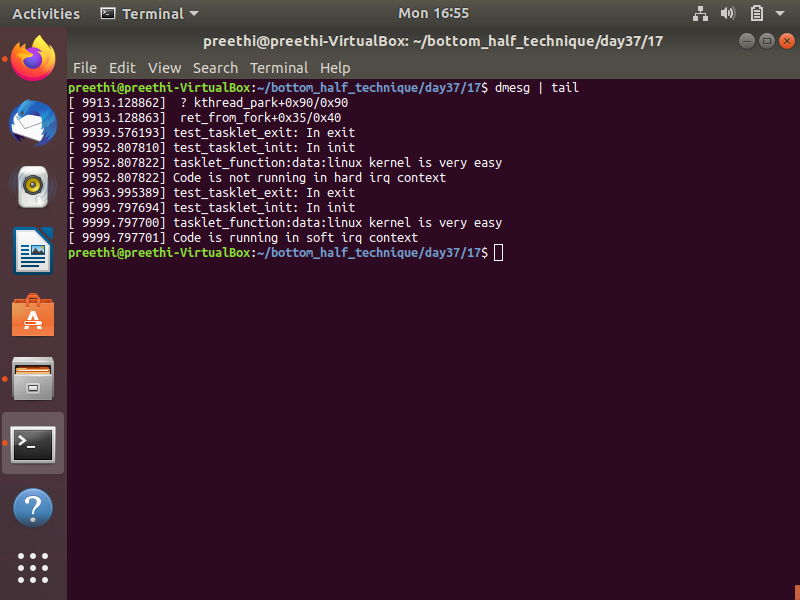 Activities Terminal Mon 16:55
preethi@preethi-VirtualBox: ~/bottom_half_technique/day37/17
File Edit View Search Terminal Help
preethi@preethi-VirtualBox:~/bottom_half_technique/day37/17$ dmesg | tail
[ 9913.128862]  ? kthread_park+0x90/0x90
[ 9913.128863]  ret_from_fork+0x35/0x40
[ 9939.576193] test_tasklet_exit: In exit
[ 9952.807810] test_tasklet_init: In init
[ 9952.807822] tasklet_function:data:linux kernel is very easy
[ 9952.807822] Code is not running in hard irq context
[ 9963.995389] test_tasklet_exit: In exit
[ 9999.797694] test_tasklet_init: In init
[ 9999.797700] tasklet_function:data:linux kernel is very easy
[ 9999.797701] Code is running in soft irq context
preethi@preethi-VirtualBox:~/bottom_half_technique/day37/17$